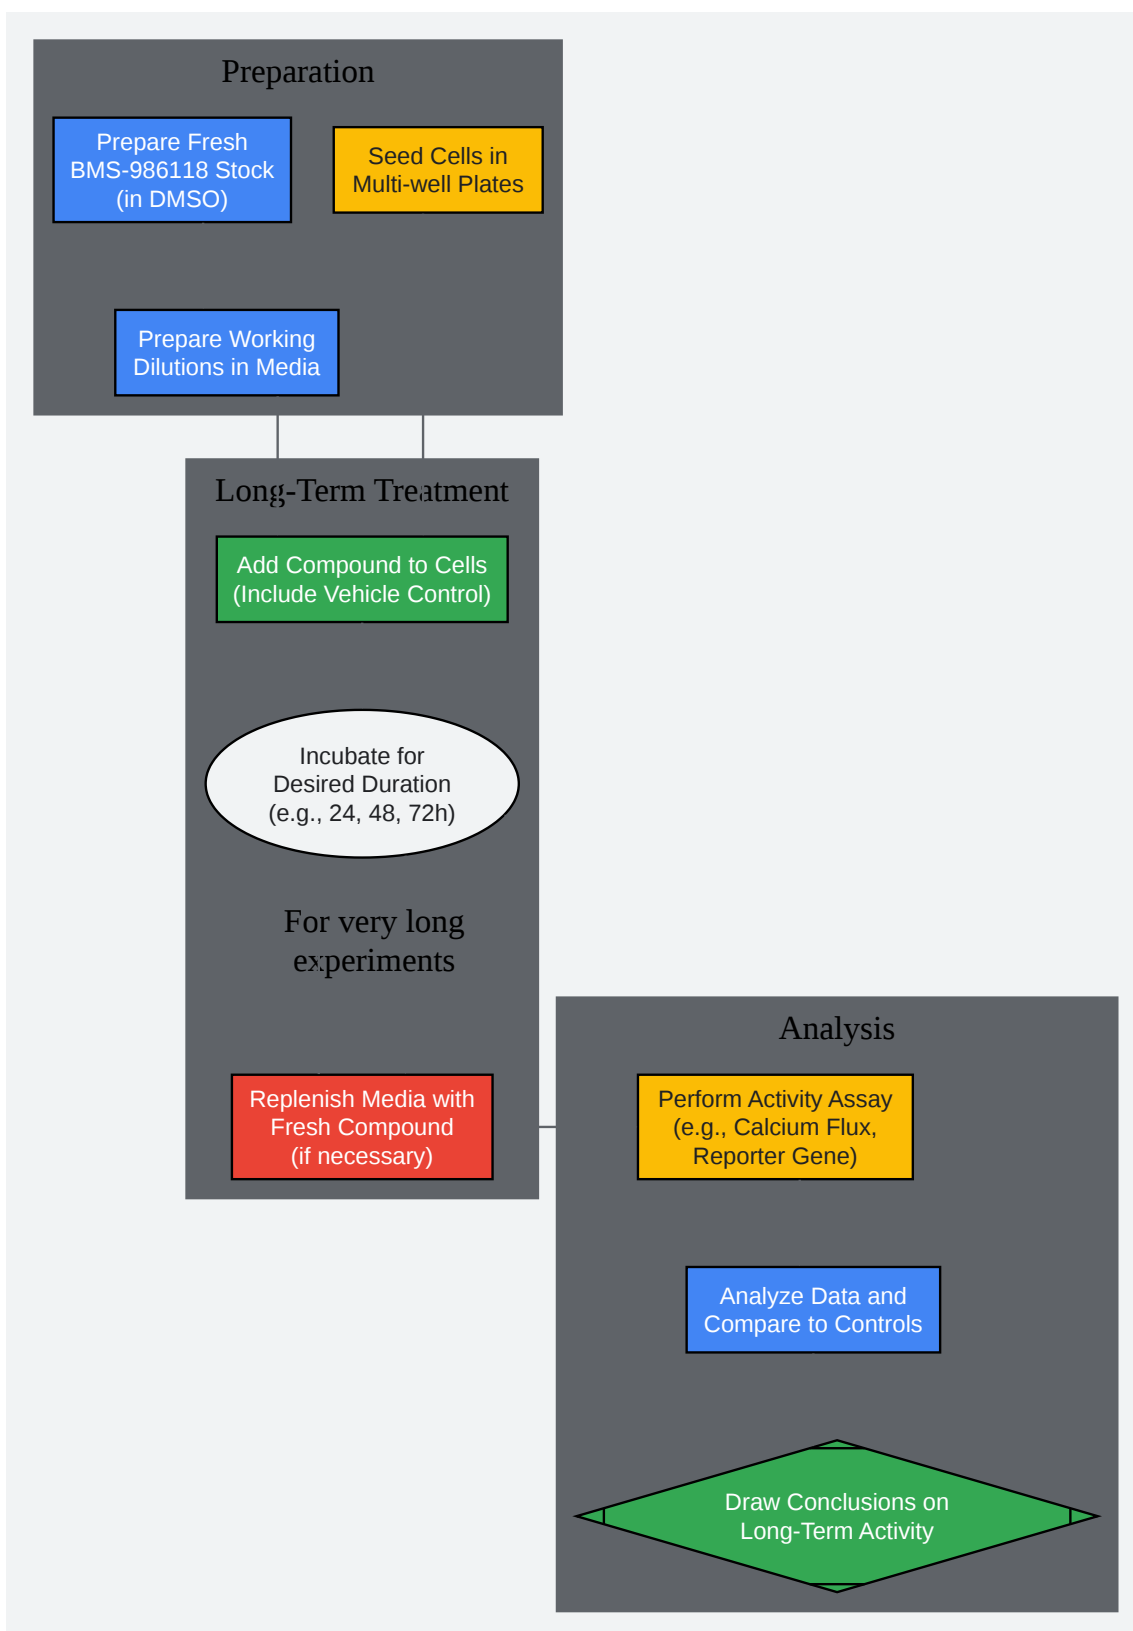 Preparation
Prepare Fresh
BMS-986118 Stock
(in DMSO)
Seed Cells in
Multi-well Plates
Prepare Working
Dilutions in Media
Long-Term Treatment
Add Compound to Cells
(Include Vehicle Control)
Incubate for
Desired Duration
(e.g., 24, 48, 72h)
For very long
experiments
Replenish Media with
Fresh Compound
(if necessary)
Analysis
Perform Activity Assay
(e.g., Calcium Flux,
Reporter Gene)
Analyze Data and
Compare to Controls
Draw Conclusions on
Long-Term Activity